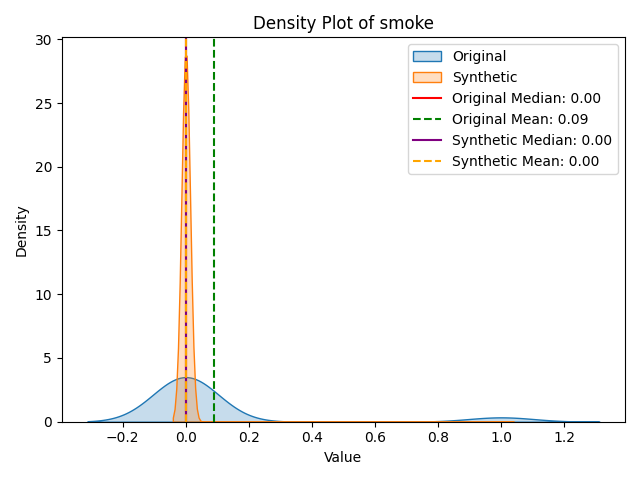 Density Plot of smoke
30
25
20
15
10
5
0
Density
Original
Synthetic
Original Median: 0.00
Original Mean: 0.09
Synthetic Median: 0.00
Synthetic Mean: 0.00
−0.2 0.0 0.2 0.4 0.6 0.8 1.0 1.2
Value